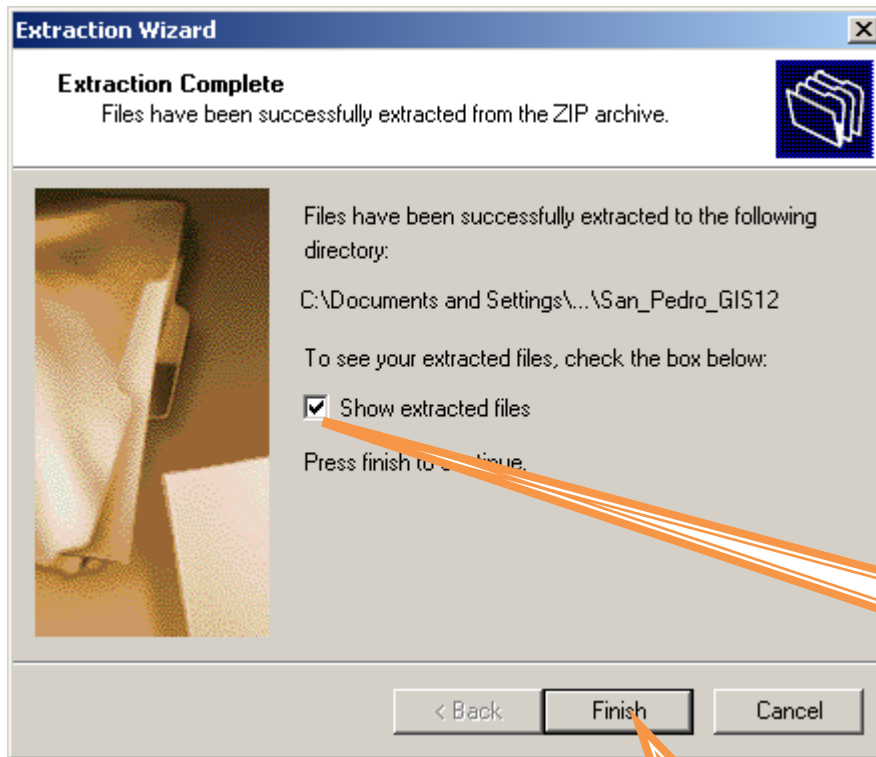 Extraction Wizard
Extraction Complete
Files have been successfully extracted from the ZIP archive.
Files have been successfully extracted to the following
directory:
C:\Documents and Settings\...\San_Pedro_GIS12
To see your extracted files, check the box below:
Show extracted files
Press finish to continue.
< Back
Finish
Cancel